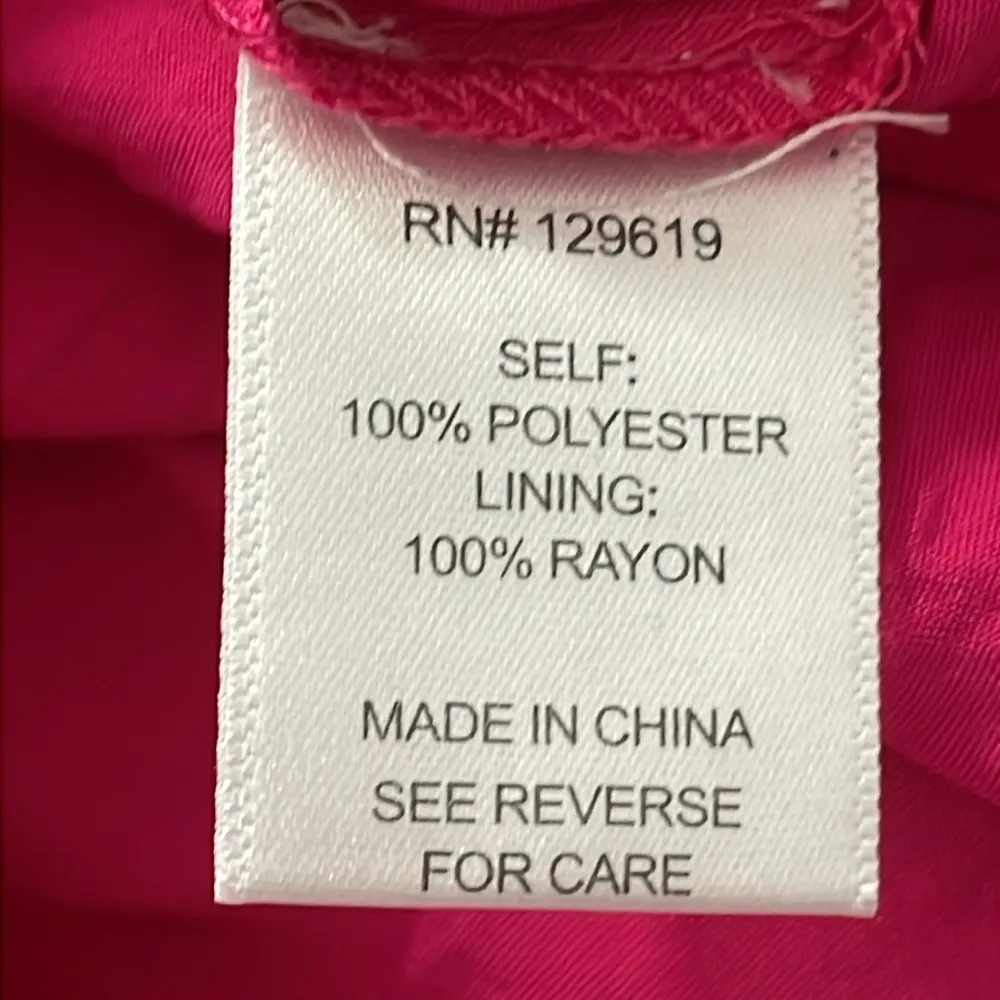 RN# 129619
SELF:
100% POLYESTER
LINING:
100% RAYON
MADE IN CHINA
SEE REVERSE
FOR CARE